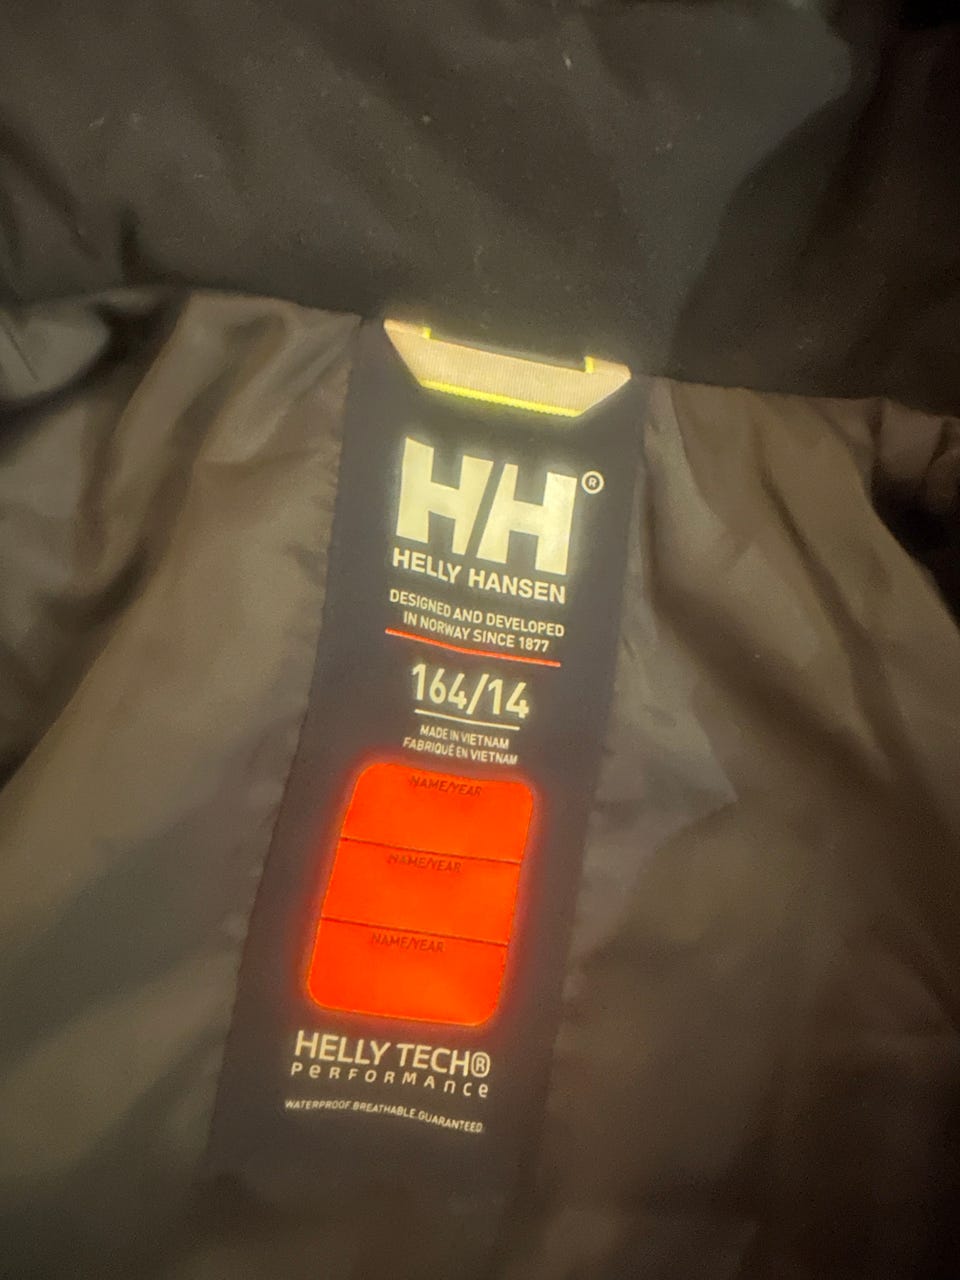 HH®
HELLY HANSEN
DESIGNED AND DEVELOPED
IN NORWAY SINCE 1877
164/14
MADE IN VIETNAM
FABRIQUÉ EN VIETNAM
NAME/YEAR
NAME/YEAR
NAME/YEAR
HELLY TECH®
PERFORMANCE
WATERPROOF.BREATHABLE.GUARANTEED